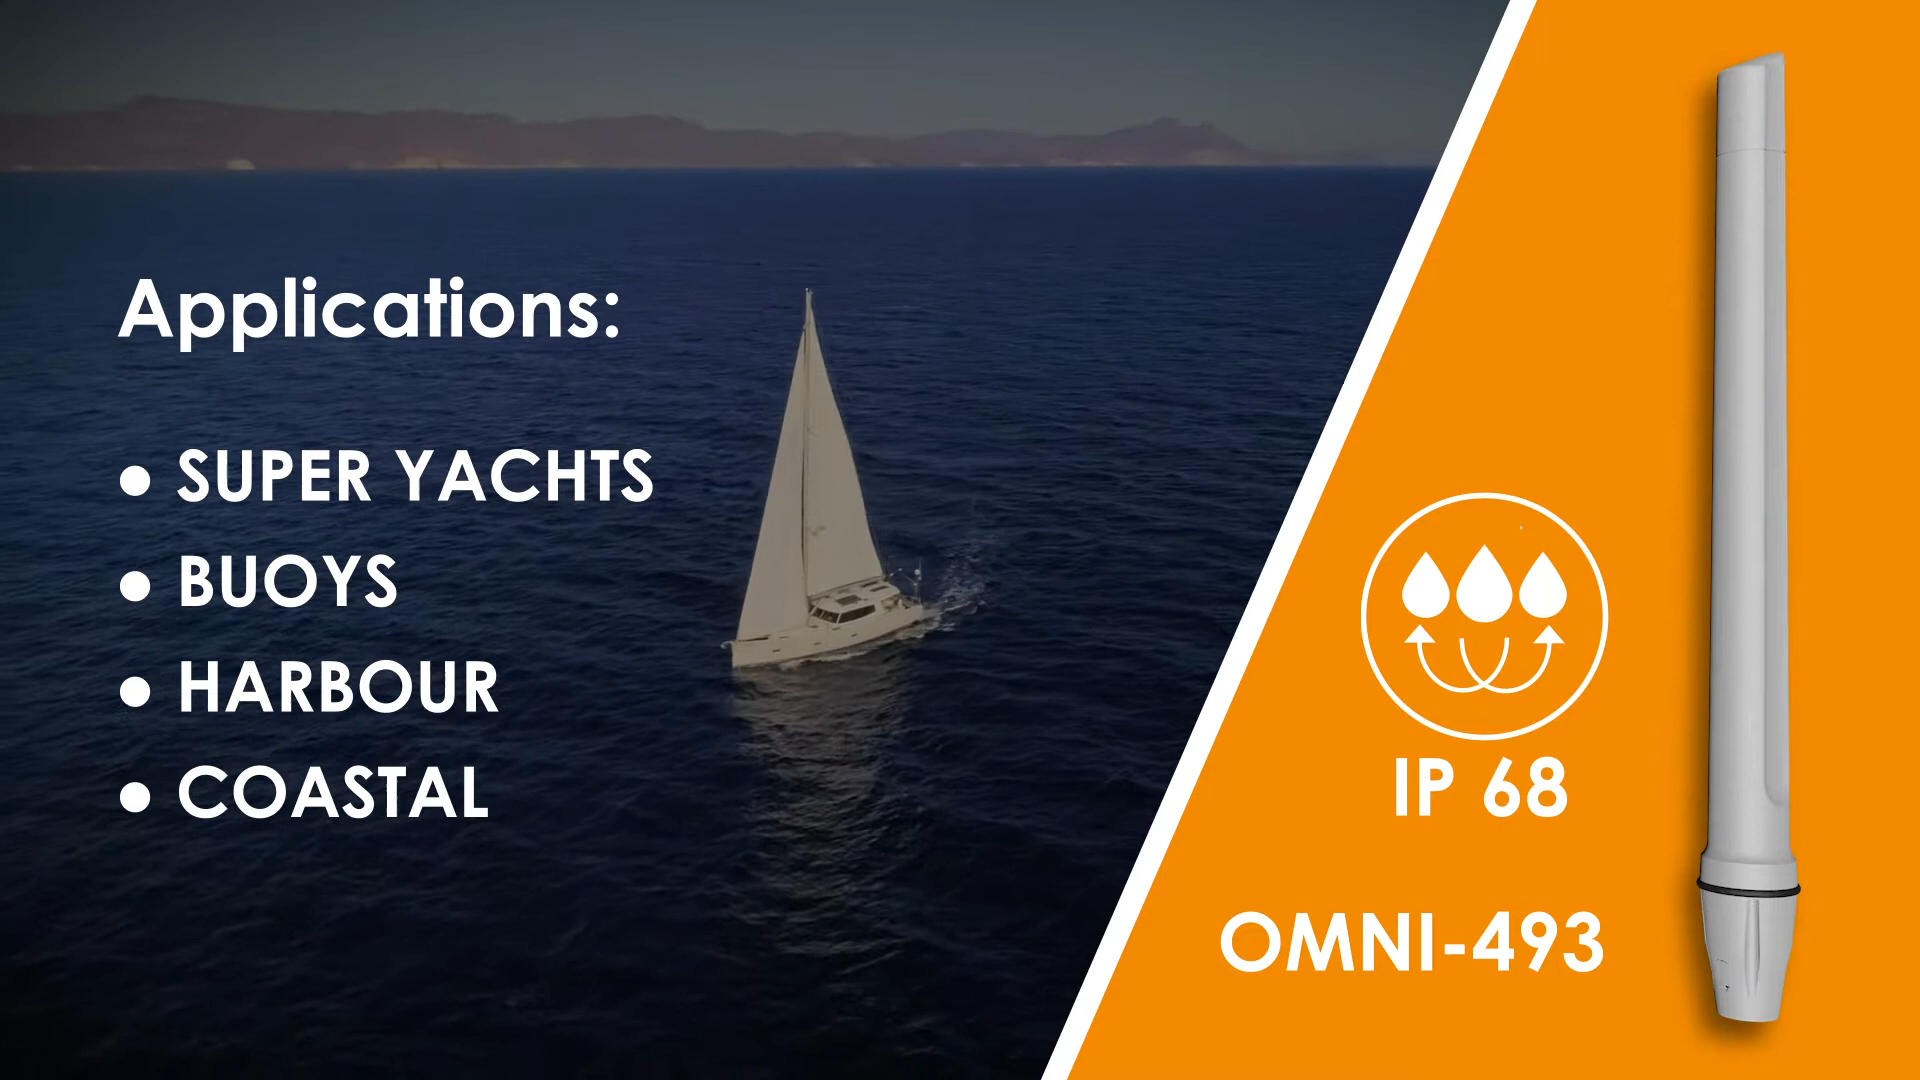 Applications:
● SUPER YACHTS
● BUOYS
● HARBOUR
● COASTAL
IP 68
OMNI-493